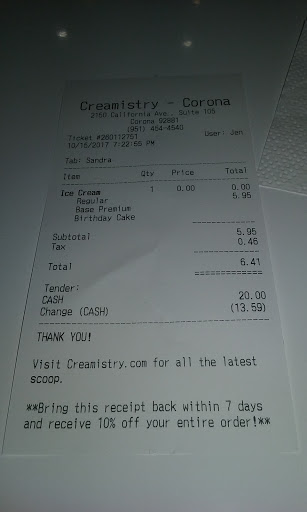 Creamistry - Corona
2160 California Ave., Suite 105
Corona 92881
(951) 454-4540
Ticket #260112751 User: Jen
10/15/2017 7:22:55 PM
Tab: Sandra
Item Qty Price Total
Ice Cream 1 0.00 0.00
Regular 5.95
Base Premium
Birthday Cake
Subtotal 5.95
Tax 0.46
Total 6.41
Tender:
CASH 20.00
Change (CASH) (13.59)
THANK YOU!
Visit Creamistry.com for all the latest
scoop.
**Bring this receipt back within 7 days
and receive 10% off your entire order!**